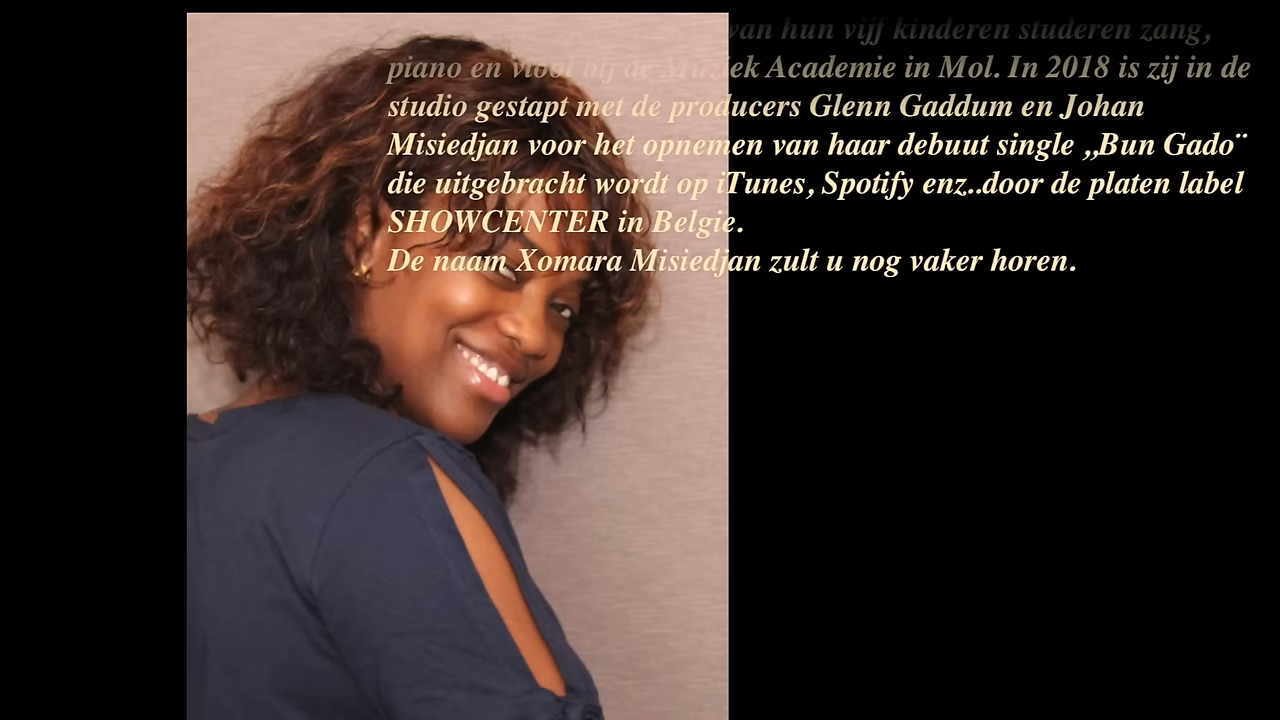 van hun vijf kinderen studeren zang,
piano en viool bij de Muziek Academie in Mol. In 2018 is zij in de
studio gestapt met de producers Glenn Gaddum en Johan
Misiedjan voor het opnemen van haar debuut single ,,Bun Gado¨
die uitgebracht wordt op iTunes, Spotify enz..door de platen label
SHOWCENTER in Belgie.
De naam Xomara Misiedjan zult u nog vaker horen.